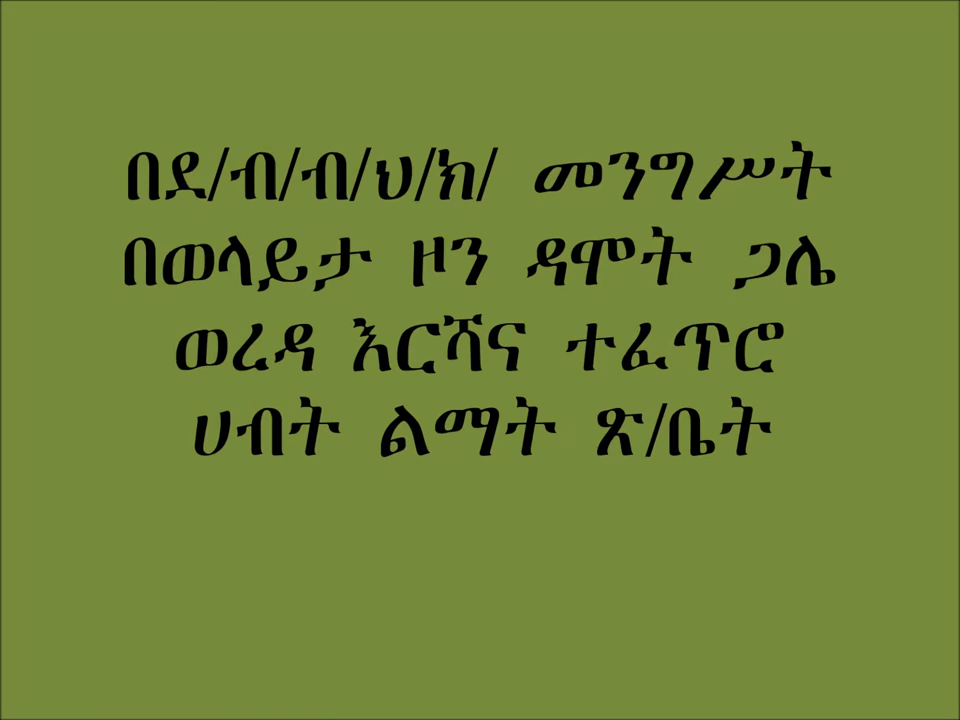 በደ/ብ/ብ/ህ/ክ/ መንግሥት
በወላይታ ዞን ዳሞት ጋሌ
ወረዳ እርሻና ተፈጥሮ
ሀብት ልማት ጽ/ቤት